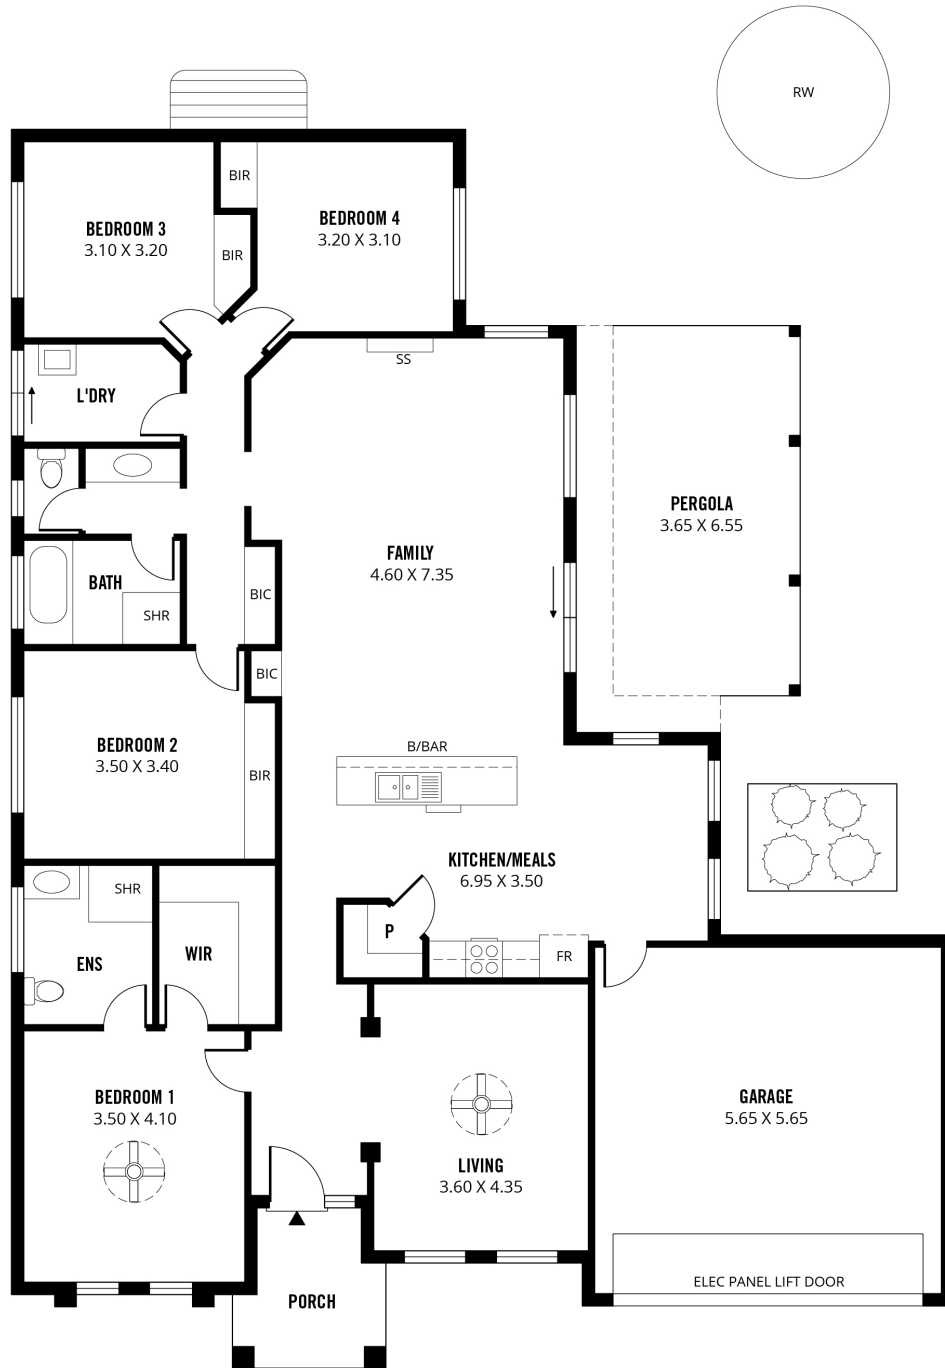 RW
BIR
BEDROOM 3
3.10 X 3.20
BEDROOM 4
3.20 X 3.10
BIR
SS
L'DRY
PERGOLA
3.65 X 6.55
FAMILY
4.60 X 7.35
BATH
SHR
BIC
BIC
BEDROOM 2
3.50 X 3.40
BIR
B/BAR
KITCHEN/MEALS
6.95 X 3.50
SHR
P
ENS
WIR
FR
BEDROOM 1
3.50 X 4.10
GARAGE
5.65 X 5.65
LIVING
3.60 X 4.35
PORCH
ELEC PANEL LIFT DOOR